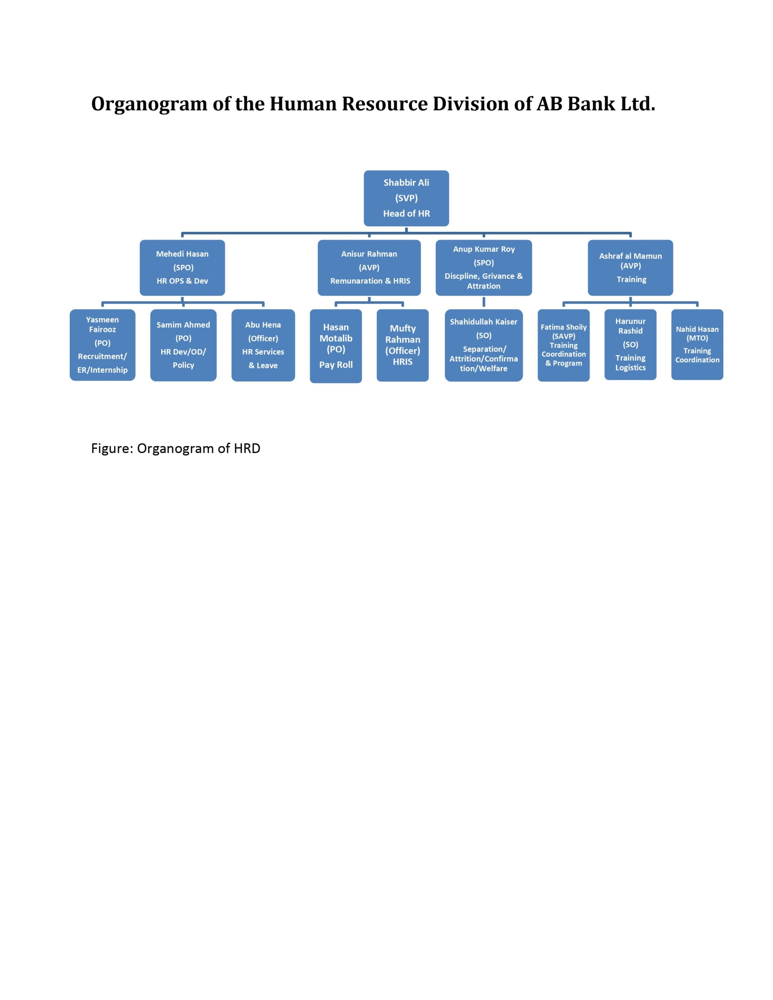 Organogram of the Human Resource Division of AB Bank Ltd.
Shabbir Ali
(SVP)
Head of HR
Mehedi Hasan
(SPO)
HR OPS & Dev
Anisur Rahman
(AVP)
Remunaration & HRIS
Anup Kumar Roy
(SPO)
Discpline, Grivance &
Attration
Ashraf al Mamun
(AVP)
Training
Yasmeen
Fairooz
(PO)
Recruitment/
ER/Internship
Samim Ahmed
(PO)
HR Dev/OD/
Policy
Abu Hena
(Officer)
HR Services
& Leave
Hasan
Motalib
(PO)
Pay Roll
Mufty
Rahman
(Officer)
HRIS
Shahidullah Kaiser
(SO)
Separation/
Attrition/Confirma
tion/Welfare
Fatima Shoily
(SAVP)
Training
Coordination
& Program
Harunur
Rashid
(SO)
Training
Logistics
Nahid Hasan
(MTO)
Training
Coordination
Figure: Organogram of HRD